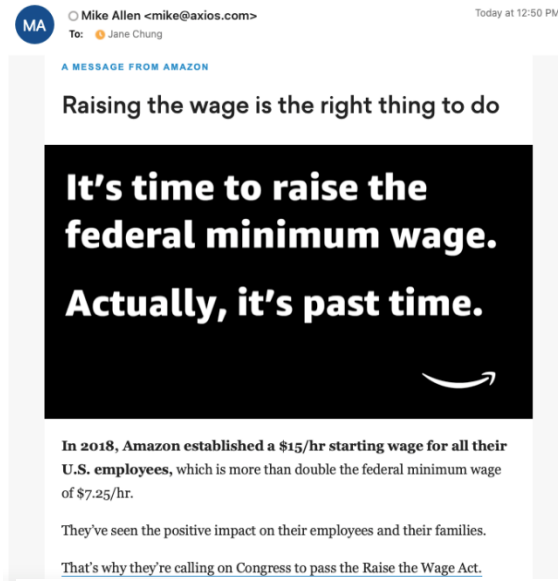 MA
Mike Allen <mike@axios.com>
Today at 12:50 PM
To: Jane Chung
A MESSAGE FROM AMAZON
Raising the wage is the right thing to do
It's time to raise the
federal minimum wage.
Actually, it's past time.
In 2018, Amazon established a $15/hr starting wage for all their
U.S. employees, which is more than double the federal minimum wage
of $7.25/hr.
They've seen the positive impact on their employees and their families.
That's why they're calling on Congress to pass the Raise the Wage Act.